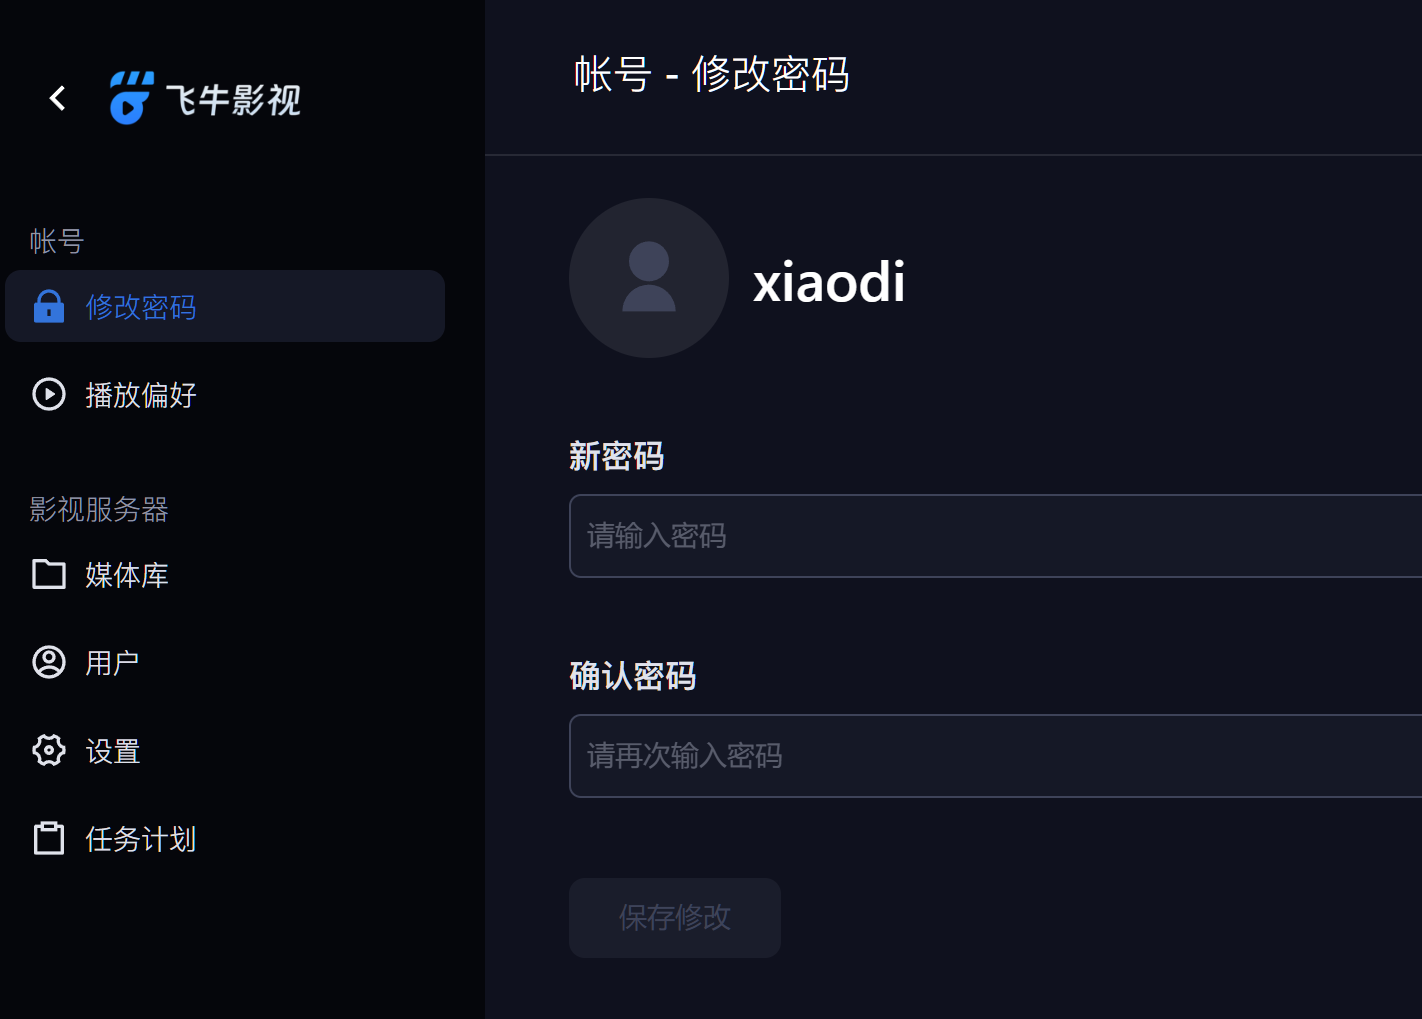 飞牛影视
帐号
修改密码
播放偏好
影视服务器
媒体库
用户
设置
任务计划
帐号 - 修改密码
xiaodi
新密码
请输入密码
确认密码
请再次输入密码
保存修改